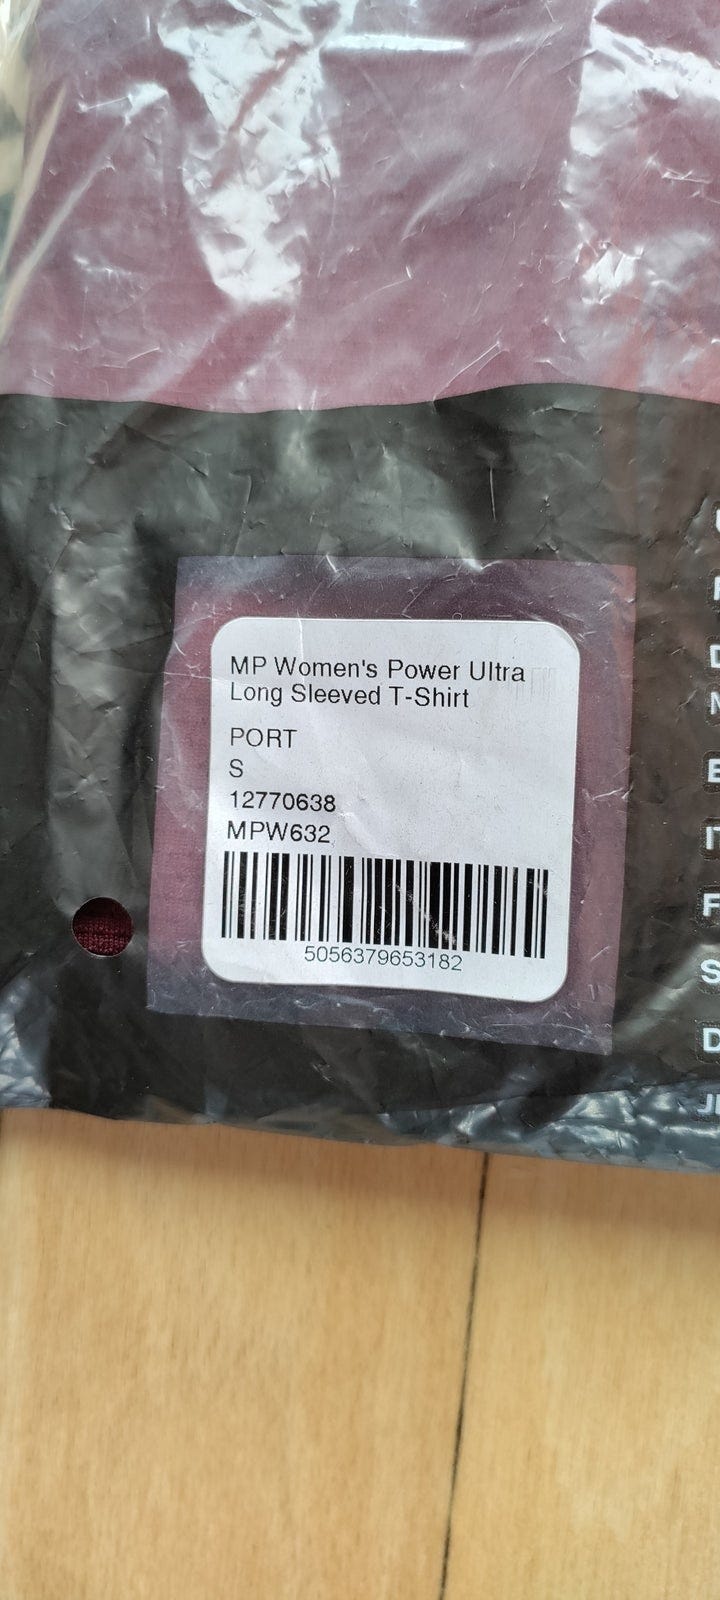 MP Women's Power Ultra
Long Sleeved T-Shirt
PORT
S
12770638
MPW632
5056379653182